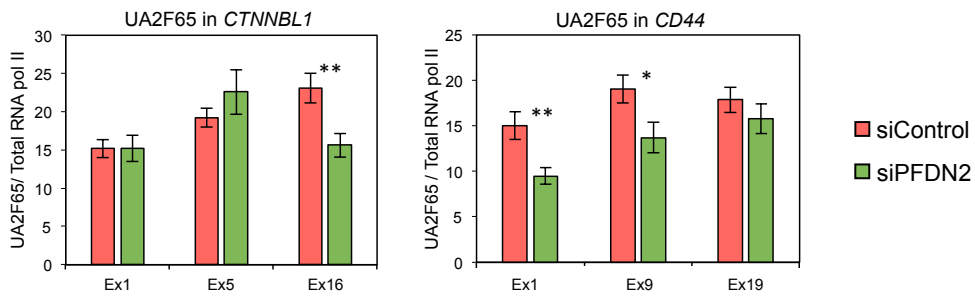 UA2F65 in CTNNBL1
UA2F65/ Total RNA pol II
30
25
20
15
10
5
0
**
Ex1 Ex5 Ex16
UA2F65 in CD44
UA2F65 / Total RNA pol II
25
20
15
10
5
0
** *
Ex1 Ex9 Ex19
siControl
siPFDN2